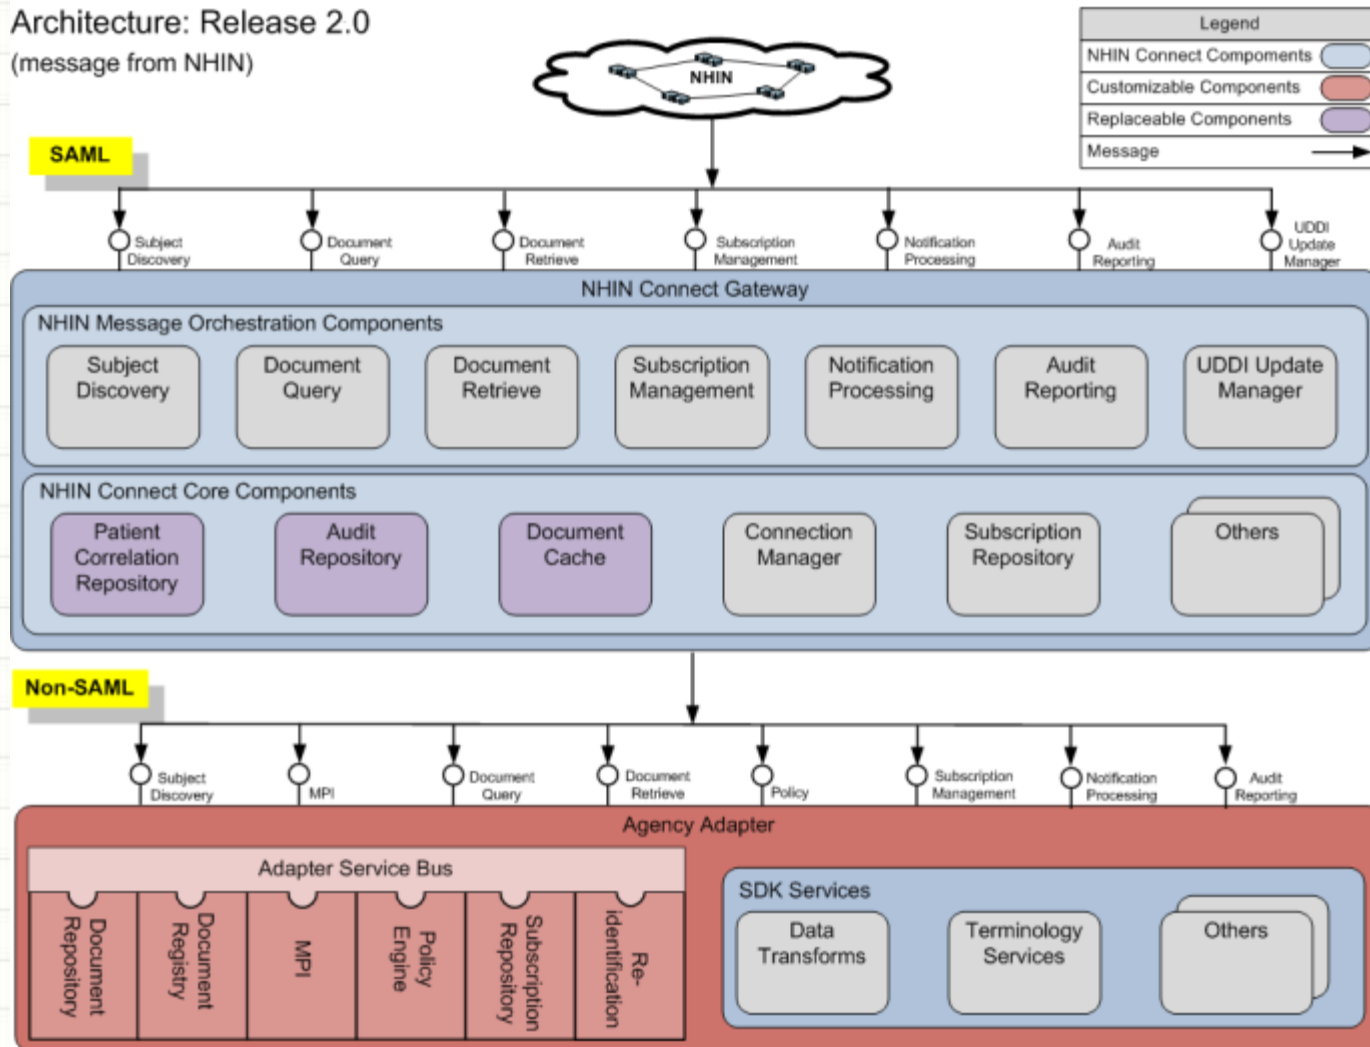 Architecture: Release 2.0
(message from NHIN)
NHIN
Legend
NHIN Connect Compoments
Customizable Components
Replaceable Components
Message
SAML
Subject
Discovery
Document
Query
Document
Retrieve
Subscription
Management
Notification
Processing
Audit
Reporting
UDDI
Update
Manager
NHIN Connect Gateway
NHIN Message Orchestration Components
Subject
Discovery
Document
Query
Document
Retrieve
Subscription
Management
Notification
Processing
Audit
Reporting
UDDI Update
Manager
NHIN Connect Core Components
Patient
Correlation
Repository
Audit
Repository
Document
Cache
Connection
Manager
Subscription
Repository
Others
Non-SAML
Subject
Discovery
MPI
Document
Query
Document
Retrieve
Policy
Subscription
Management
Notification
Processing
Audit
Reporting
Agency Adapter
Adapter Service Bus
Document
Repository
Document
Registry
MPI
Policy
Engine
Subscription
Repository
Re-
identification
SDK Services
Data
Transforms
Terminology
Services
Others